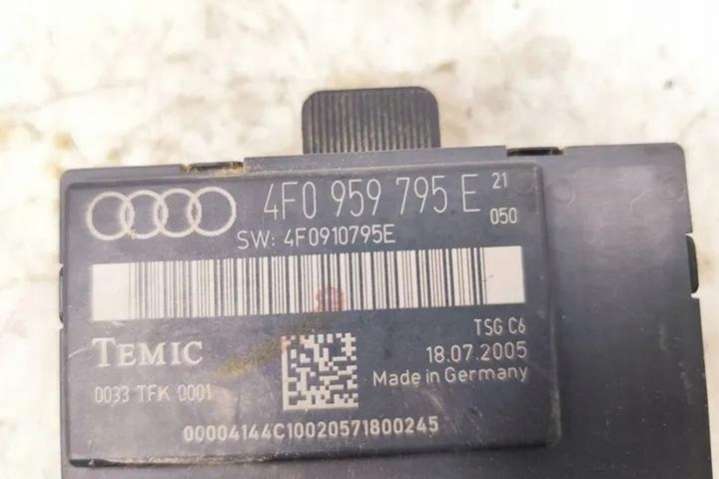 4F0 959 795 E 21
050
SW: 4F0910795E
TSG C6
TEMIC
18.07.2005
Made in Germany
0033 TFK 0001
00004144C10020571800245